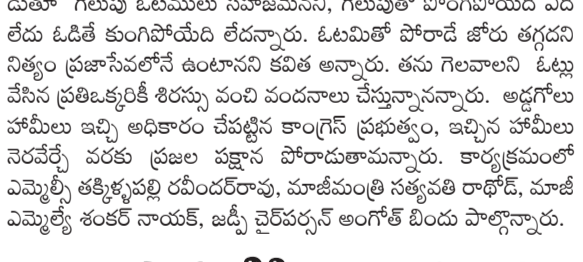 డుతూ గెలుపు ఓటములు సహజమనని, గెలుపుతో పొంగిపోయేది ఏదీ
లేదు ఓడితే కుంగిపోయేది లేదన్నారు. ఓటమితో పోరాడే జోరు తగ్గదని
నిత్యం ప్రజాసేవలోనే ఉంటానని కవిత అన్నారు. తను గెలవాలని ఓట్లు
వేసిన ప్రతిఒక్కరికీ శిరస్సు వంచి వందనాలు చేస్తున్నానన్నారు. అడ్డగోలు
హామీలు ఇచ్చి అధికారం చేపట్టిన కాంగ్రెస్ ప్రభుత్వం, ఇచ్చిన హామీలు
నెరవేర్చే వరకు ప్రజల పక్షాన పోరాడుతామన్నారు. కార్యక్రమంలో
ఎమ్మెల్సీ తక్కిళ్ళపల్లి రవీందర్‌రావు, మాజీమంత్రి సత్యవతి రాథోడ్, మాజీ
ఎమ్మెల్యే శంకర్ నాయక్, జడ్పీ చైర్‌పర్సన్ అంగోత్ బిందు పాల్గొన్నారు.